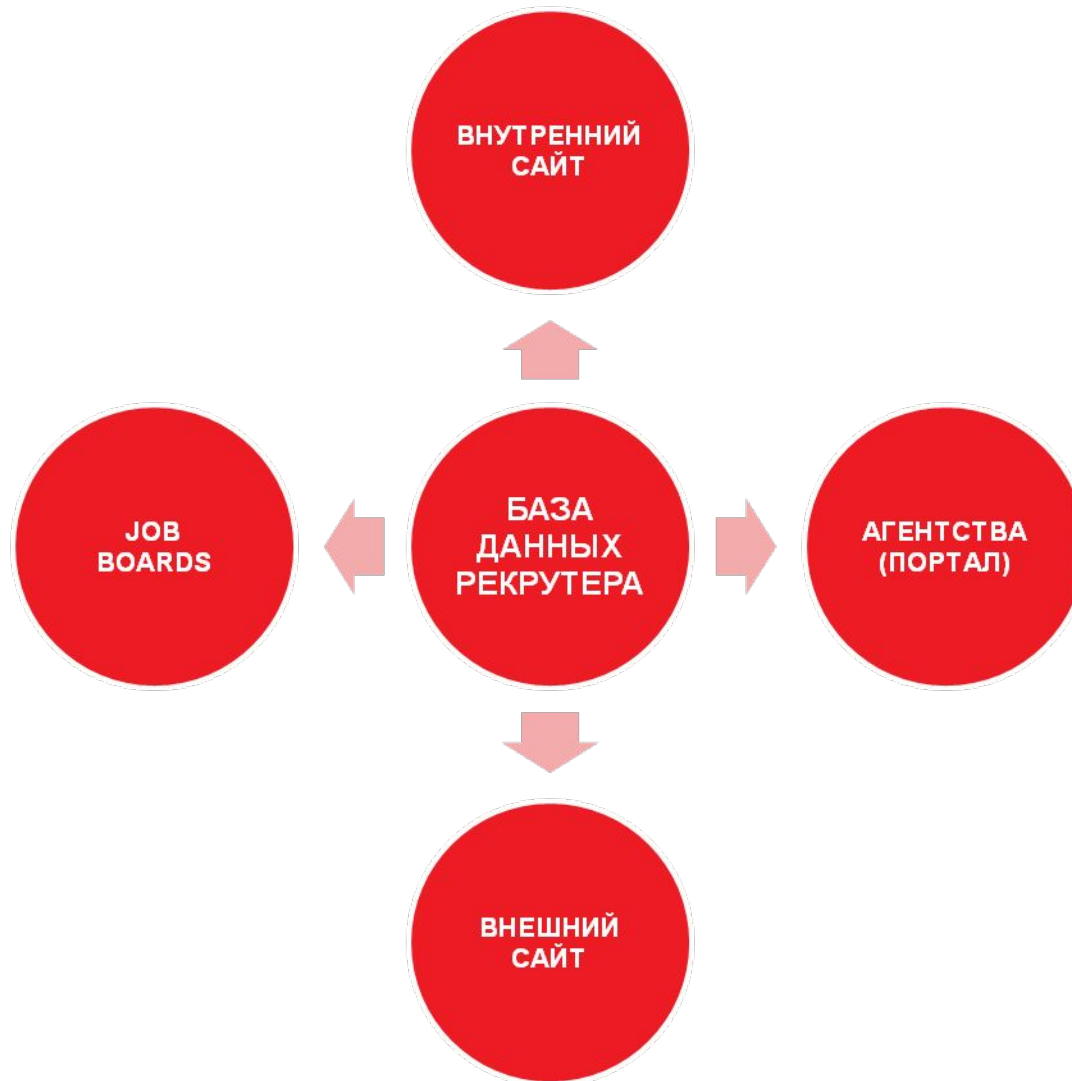 ВНУТРЕННИЙ
САЙТ
JOB
BOARDS
БАЗА
ДАННЫХ
РЕКРУТЕРА
АГЕНТСТВА
(ПОРТАЛ)
ВНЕШНИЙ
САЙТ